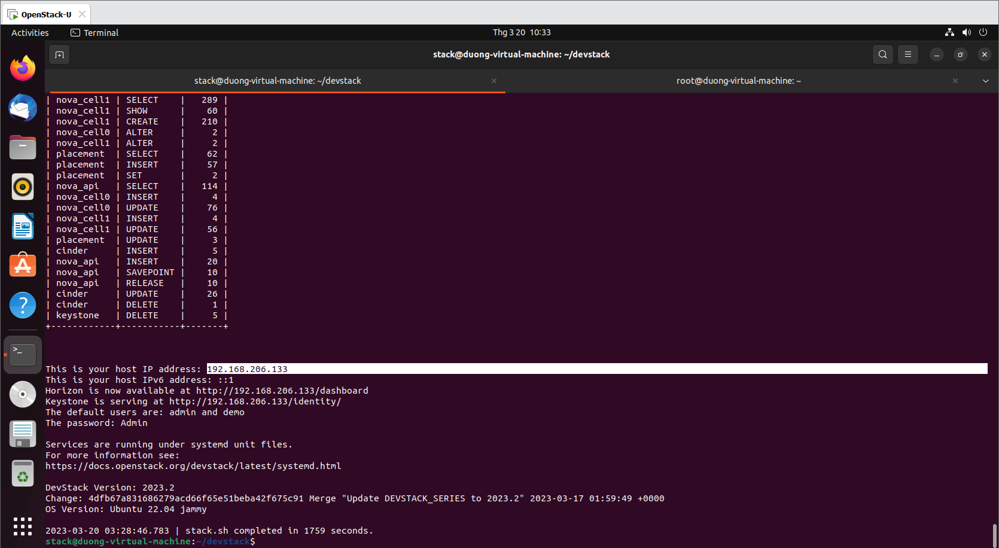 OpenStack-U
Activities
Terminal
Thg 3 20 10:33
stack@duong-virtual-machine: ~/devstack
stack@duong-virtual-machine: ~/devstack
root@duong-virtual-machine: ~
| nova_cell1 | SELECT    |   289 |
| nova_cell1 | SHOW      |    60 |
| nova_cell1 | CREATE    |   210 |
| nova_cell0 | ALTER     |     2 |
| nova_cell1 | ALTER     |     2 |
| placement  | SELECT    |    62 |
| placement  | INSERT    |    57 |
| placement  | SET       |     2 |
| nova_api   | SELECT    |   114 |
| nova_cell0 | INSERT    |     4 |
| nova_cell0 | UPDATE    |    76 |
| nova_cell1 | INSERT    |     4 |
| nova_cell1 | UPDATE    |    56 |
| placement  | UPDATE    |     3 |
| cinder     | INSERT    |     5 |
| nova_api   | INSERT    |    20 |
| nova_api   | SAVEPOINT |    10 |
| nova_api   | RELEASE   |    10 |
| cinder     | UPDATE    |    26 |
| cinder     | DELETE    |     1 |
| keystone   | DELETE    |     5 |
+------------+-----------+-------+
This is your host IP address: 192.168.206.133
This is your host IPv6 address: ::1
Horizon is now available at http://192.168.206.133/dashboard
Keystone is serving at http://192.168.206.133/identity/
The default users are: admin and demo
The password: Admin
Services are running under systemd unit files.
For more information see:
https://docs.openstack.org/devstack/latest/systemd.html
DevStack Version: 2023.2
Change: 4dfb67a831686279acd66f65e51beba42f675c91 Merge "Update DEVSTACK_SERIES to 2023.2" 2023-03-17 01:59:49 +0000
OS Version: Ubuntu 22.04 jammy
2023-03-20 03:28:46.783 | stack.sh completed in 1759 seconds.
stack@duong-virtual-machine:~/devstack$